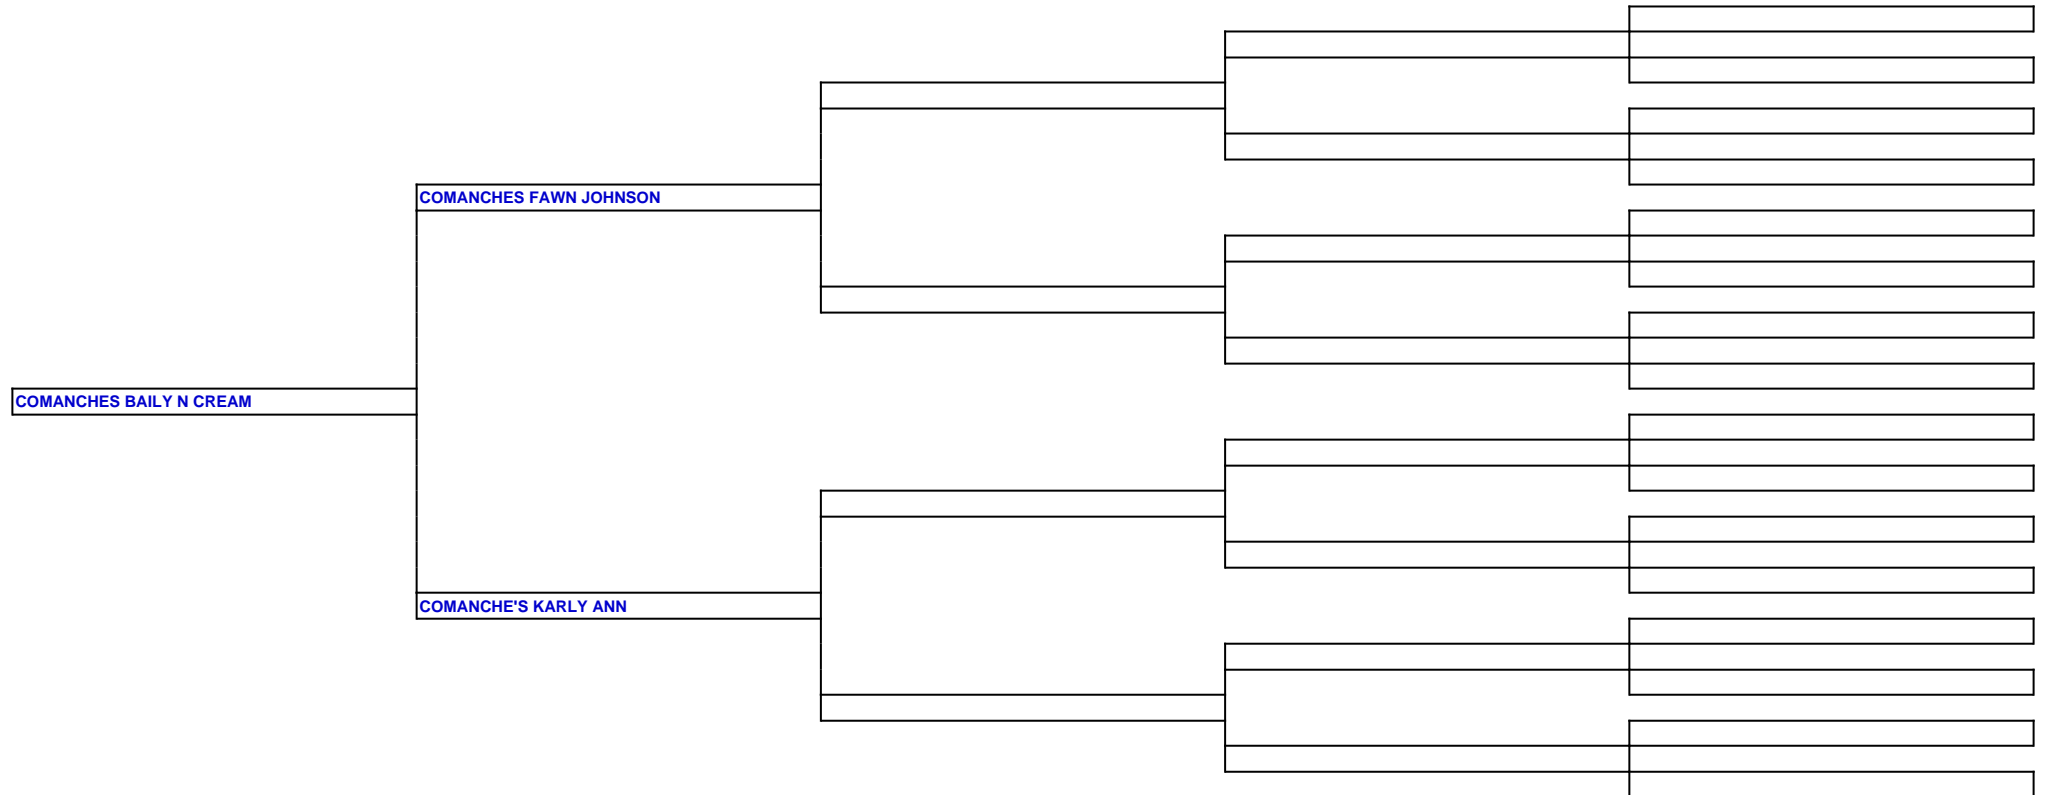 COMANCHES FAWN JOHNSON
COMANCHES BAILY N CREAM
COMANCHE'S KARLY ANN